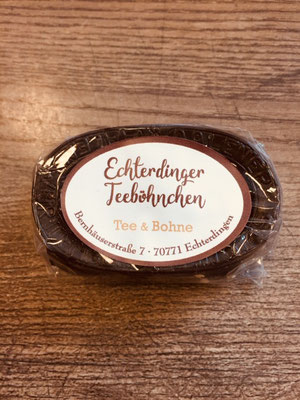 Echterdinger
Teeböhnchen
Tee & Bohne
Bernhäuserstraße 7 · 70771 Echterdingen